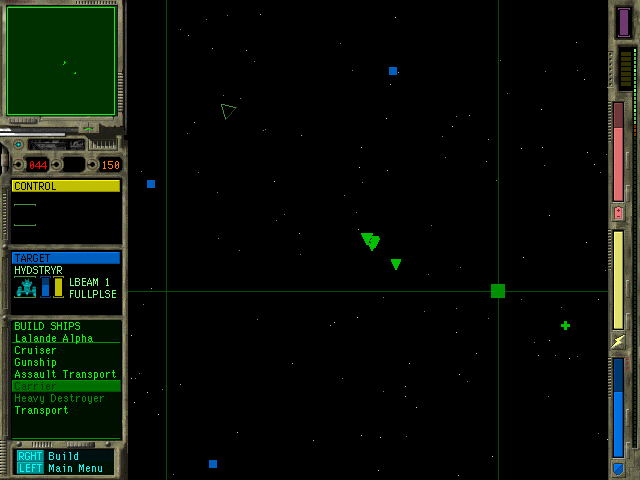 044 150
CONTROL
TARGET
HYDSTRYR
LBEAM 1
FULLPLSE
BUILD SHIPS
Lalande Alpha
Cruiser
Gunship
Assault Transport
Carrier
Heavy Destroyer
Transport
RGHT Build
LEFT Main Menu